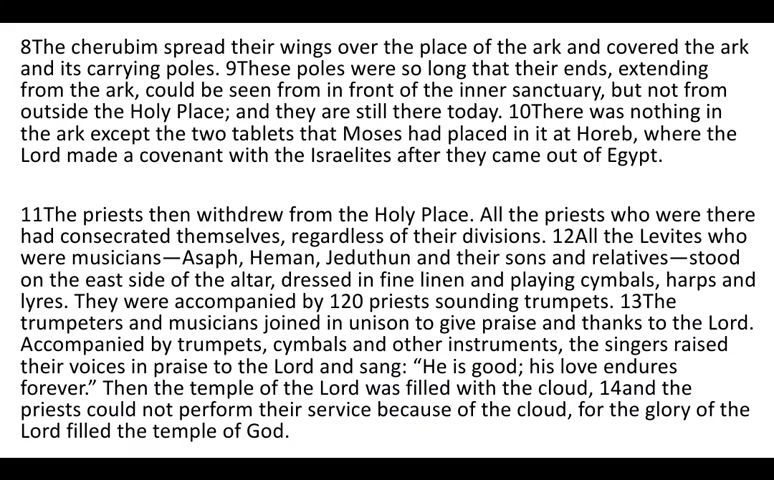 8The cherubim spread their wings over the place of the ark and covered the ark
and its carrying poles. 9These poles were so long that their ends, extending
from the ark, could be seen from in front of the inner sanctuary, but not from
outside the Holy Place; and they are still there today. 10There was nothing in
the ark except the two tablets that Moses had placed in it at Horeb, where the
Lord made a covenant with the Israelites after they came out of Egypt.
11The priests then withdrew from the Holy Place. All the priests who were there
had consecrated themselves, regardless of their divisions. 12All the Levites who
were musicians—Asaph, Heman, Jeduthun and their sons and relatives—stood
on the east side of the altar, dressed in fine linen and playing cymbals, harps and
lyres. They were accompanied by 120 priests sounding trumpets. 13The
trumpeters and musicians joined in unison to give praise and thanks to the Lord.
Accompanied by trumpets, cymbals and other instruments, the singers raised
their voices in praise to the Lord and sang: “He is good; his love endures
forever.” Then the temple of the Lord was filled with the cloud, 14and the
priests could not perform their service because of the cloud, for the glory of the
Lord filled the temple of God.